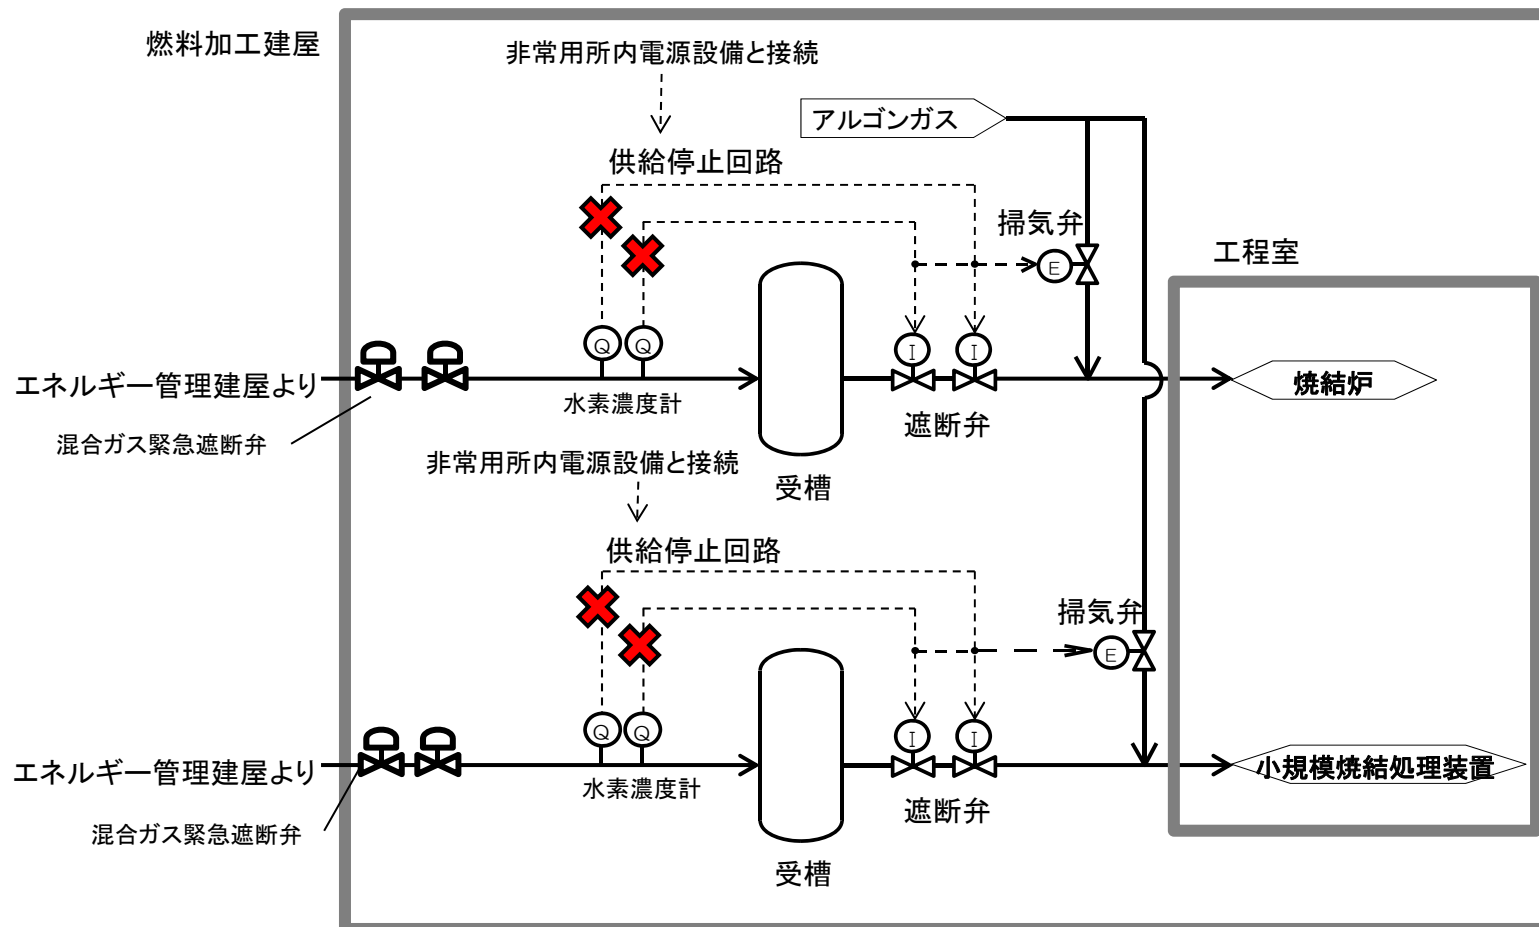 燃料加工建屋
非常用所内電源設備と接続
アルゴンガス
供給停止回路
掃気弁
工程室
E
Q
Q
I
I
エネルギー管理建屋より
焼結炉
水素濃度計
遮断弁
混合ガス緊急遮断弁
受槽
非常用所内電源設備と接続
供給停止回路
掃気弁
E
Q
Q
I
I
エネルギー管理建屋より
小規模焼結処理装置
水素濃度計
遮断弁
混合ガス緊急遮断弁
受槽